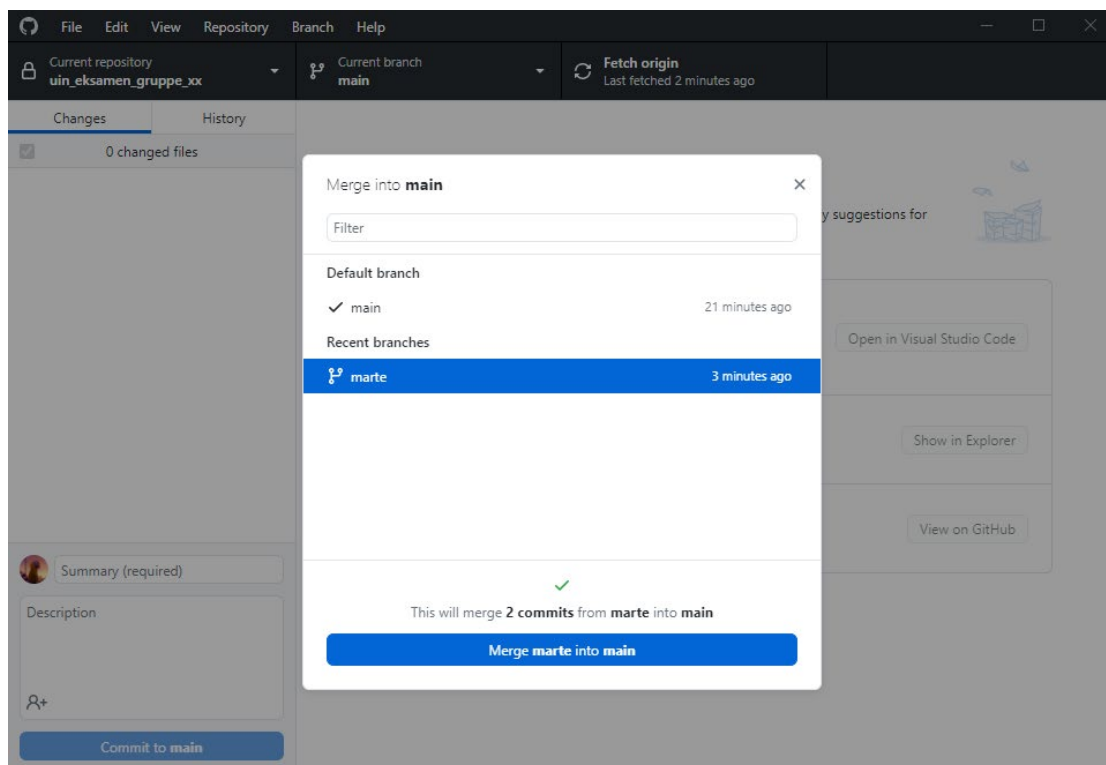 File Edit View Repository Branch Help
Current repository
uin_eksamen_gruppe_xx
Current branch
main
Fetch origin
Last fetched 2 minutes ago
Changes History
0 changed files
Merge into main
Filter
y suggestions for
Default branch
main 21 minutes ago
Recent branches
Open in Visual Studio Code
marte 3 minutes ago
Show in Explorer
View on GitHub
Summary (required)
This will merge 2 commits from marte into main
Description
Merge marte into main
Commit to main